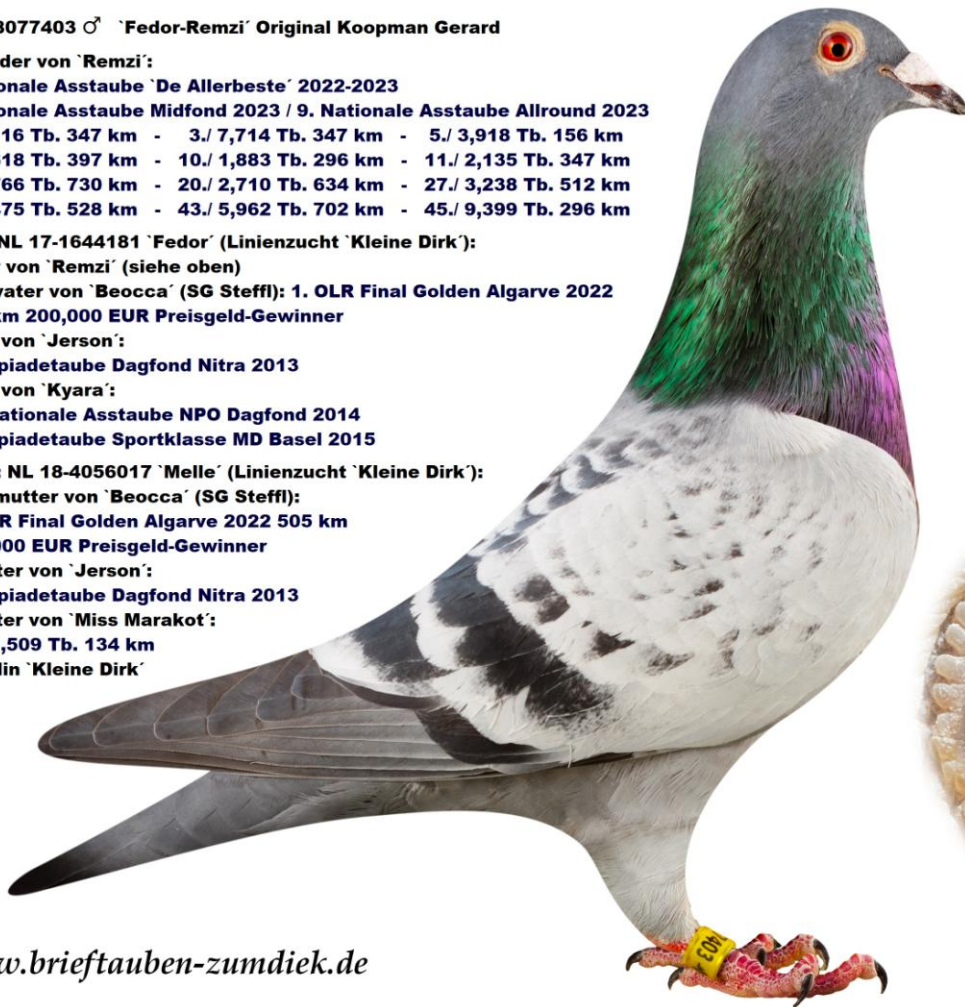 3077403 ♂ `Fedor-Remzi´ Original Koopman Gerard
der von `Remzi´:
onale Asstaube `De Allerbeste´ 2022-2023
onale Asstaube Midfond 2023 / 9. Nationale Asstaube Allround 2023
16 Tb. 347 km - 3./ 7,714 Tb. 347 km - 5./ 3,918 Tb. 156 km
518 Tb. 397 km - 10./ 1,883 Tb. 296 km - 11./ 2,135 Tb. 347 km
766 Tb. 730 km - 20./ 2,710 Tb. 634 km - 27./ 3,238 Tb. 512 km
475 Tb. 528 km - 43./ 5,962 Tb. 702 km - 45./ 9,399 Tb. 296 km
NL 17-1644181 `Fedor´ (Linienzucht `Kleine Dirk´):
von `Remzi´ (siehe oben)
vater von `Beocca´ (SG Steffl): 1. OLR Final Golden Algarve 2022
km 200,000 EUR Preisgeld-Gewinner
von `Jerson´:
piadetaube Dagfond Nitra 2013
von `Kyara´:
ationale Asstaube NPO Dagfond 2014
piadetaube Sportklasse MD Basel 2015
: NL 18-4056017 `Melle´ (Linienzucht `Kleine Dirk´):
mutter von `Beocca´ (SG Steffl):
R Final Golden Algarve 2022 505 km
000 EUR Preisgeld-Gewinner
ter von `Jerson´:
piadetaube Dagfond Nitra 2013
ter von `Miss Marakot´:
,509 Tb. 134 km
lin `Kleine Dirk´
w.brieftauben-zumdiek.de
7403